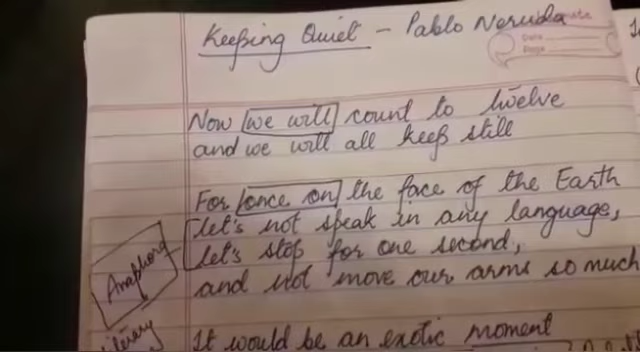 Keeping Quiet - Pablo Neruda
Date
Page
Now we will count to twelve
and we will all keep still
For once on the face of the Earth
let's not speak in any language,
let's stop for one second,
Anaphora
and not move our arms so much
It would be an exotic moment